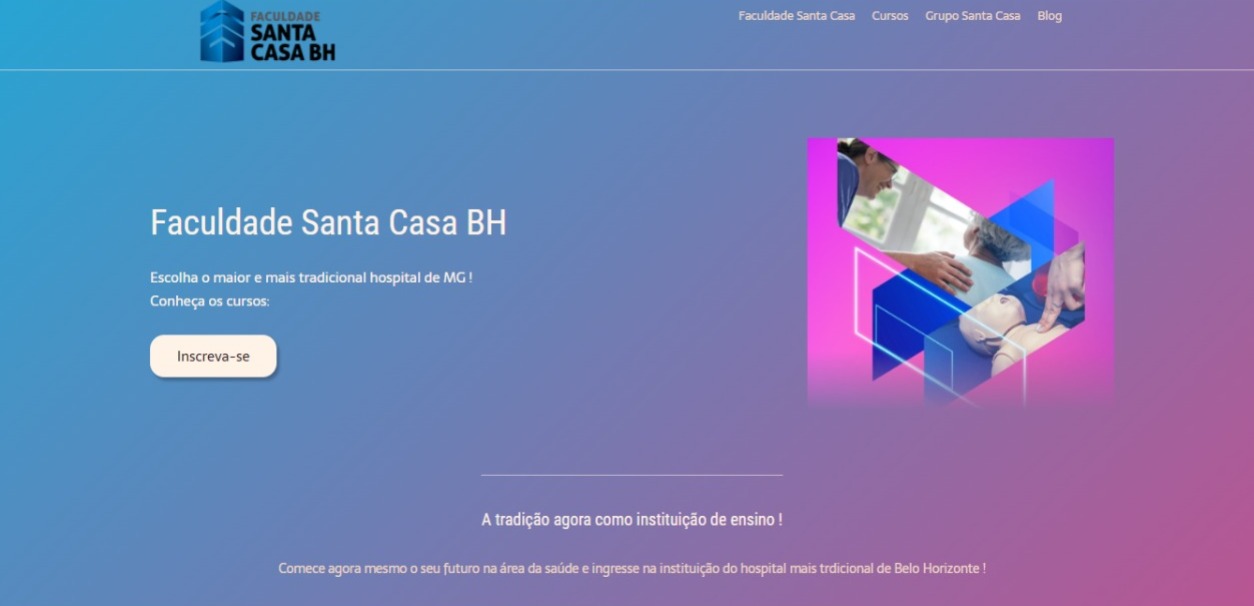 FACULDADE
SANTA
CASA BH
Faculdade Santa Casa Cursos Grupo Santa Casa Blog
Faculdade Santa Casa BH
Escolha o maior e mais tradicional hospital de MG !
Conheça os cursos:
Inscreva-se
A tradição agora como instituição de ensino !
Comece agora mesmo o seu futuro na área da saúde e ingresse na instituição do hospital mais trdicional de Belo Horizonte !